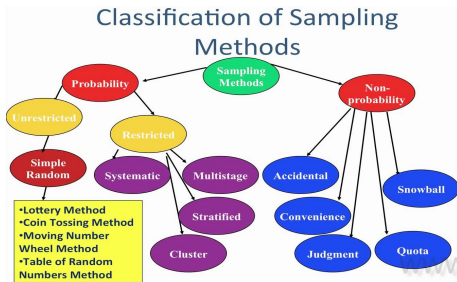 Classification of Sampling
Methods
Sampling
Methods
Probability
Non-
probability
Unrestricted
Restricted
Simple
Random
Systematic
Multistage
Stratified
Cluster
Accidental
Snowball
Convenience
Judgment
Quota
•Lottery Method
•Coin Tossing Method
•Moving Number
Wheel Method
•Table of Random
Numbers Method